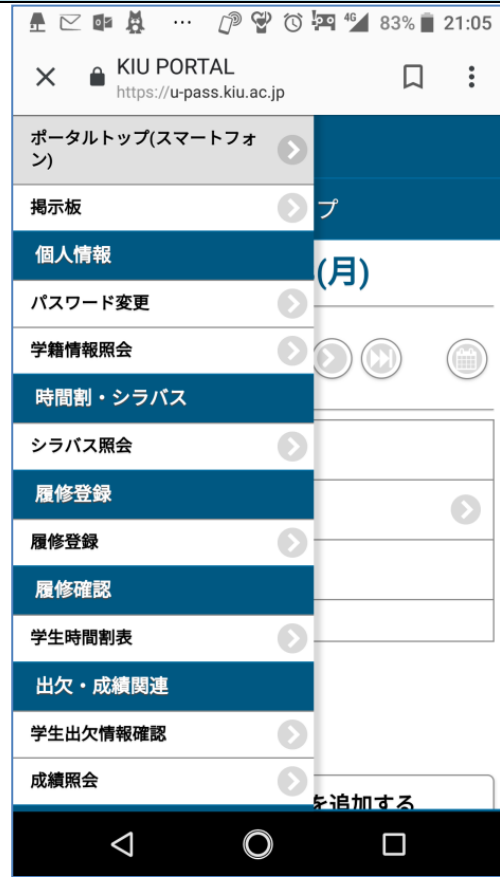 83% 21:05
KIU PORTAL
https://u-pass.kiu.ac.jp
ポータルトップ(スマートフォ
ン)
掲示板
プ
個人情報
(月)
パスワード変更
学籍情報照会
時間割・シラバス
シラバス照会
履修登録
履修登録
履修確認
学生時間割表
出欠・成績関連
学生出欠情報確認
成績照会
を追加する